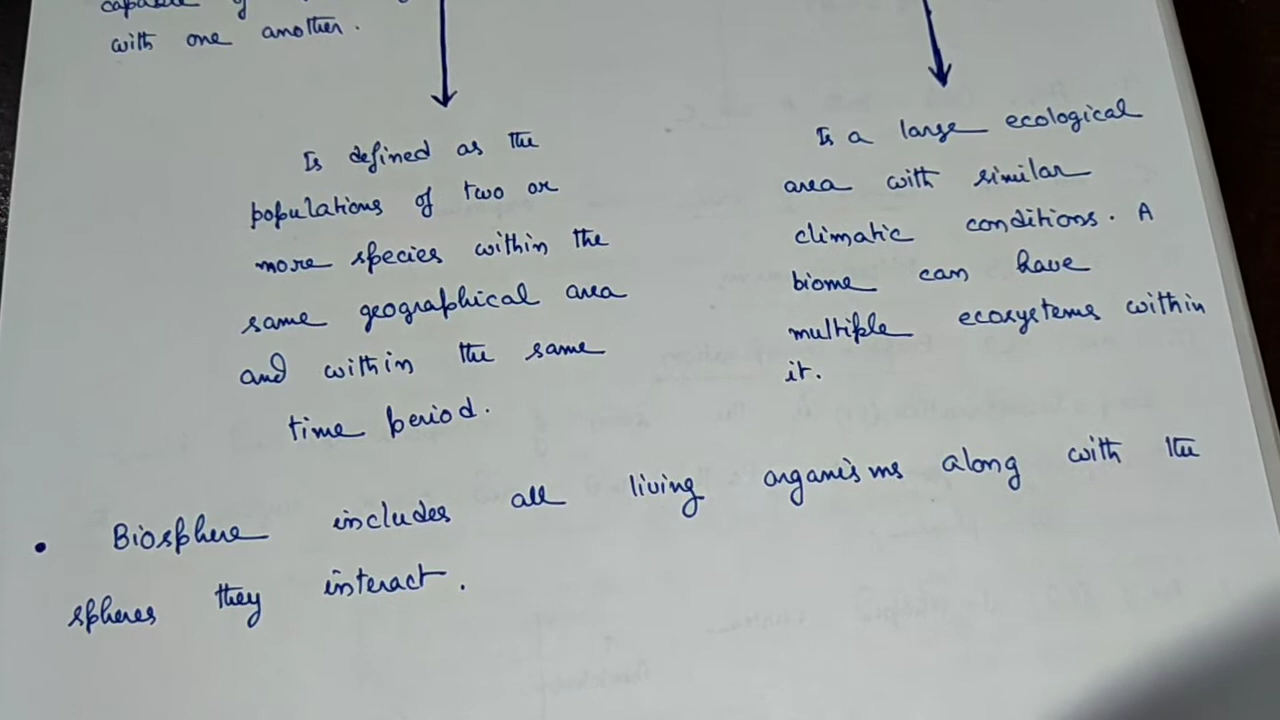 of
with one another.
Is defined as the
populations of two or
more species within the
same geographical area
and within the same
time period.
Is a large ecological
area with similar
climatic conditions. A
biome can have
multiple ecosystems within
it.
• Biosphere includes all living organisms along with the
spheres they interact.